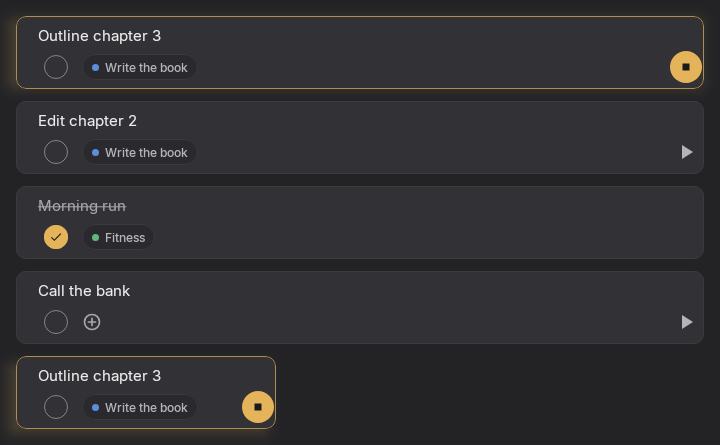 Outline chapter 3
Write the book
Edit chapter 2
Write the book
Morning run
Fitness
Call the bank
Outline chapter 3
Write the book